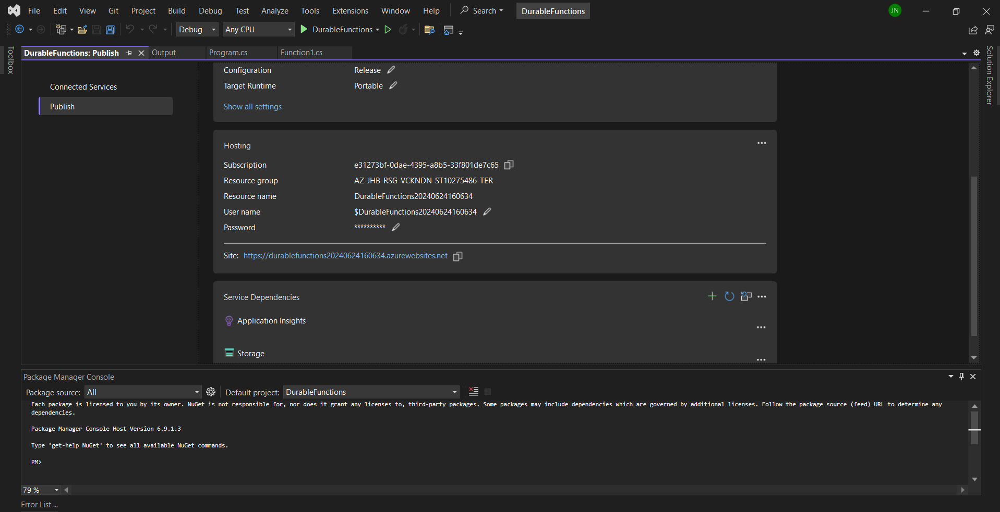 File Edit View Git Project Build Debug Test Analyze Tools Extensions Window Help Search DurableFunctions JN
Debug Any CPU DurableFunctions
Toolbox
DurableFunctions: Publish Output Program.cs Function1.cs
Solution Explorer
Connected Services
Publish
Configuration Release
Target Runtime Portable
Show all settings
Hosting
Subscription e31273bf-0dae-4395-a8b5-33f801de7c65
Resource group AZ-JHB-RSG-VCKNDN-ST10275486-TER
Resource name DurableFunctions20240624160634
User name $DurableFunctions20240624160634
Password **********
Site: https://durablefunctions20240624160634.azurewebsites.net
Service Dependencies
Application Insights
Storage
Package Manager Console
Package source: All Default project: DurableFunctions
Each package is licensed to you by its owner. NuGet is not responsible for, nor does it grant any licenses to, third-party packages. Some packages may include dependencies which are governed by additional licenses. Follow the package source (feed) URL to determine any
dependencies.
Package Manager Console Host Version 6.9.1.3
Type 'get-help NuGet' to see all available NuGet commands.
PM>
79 %
Error List ...